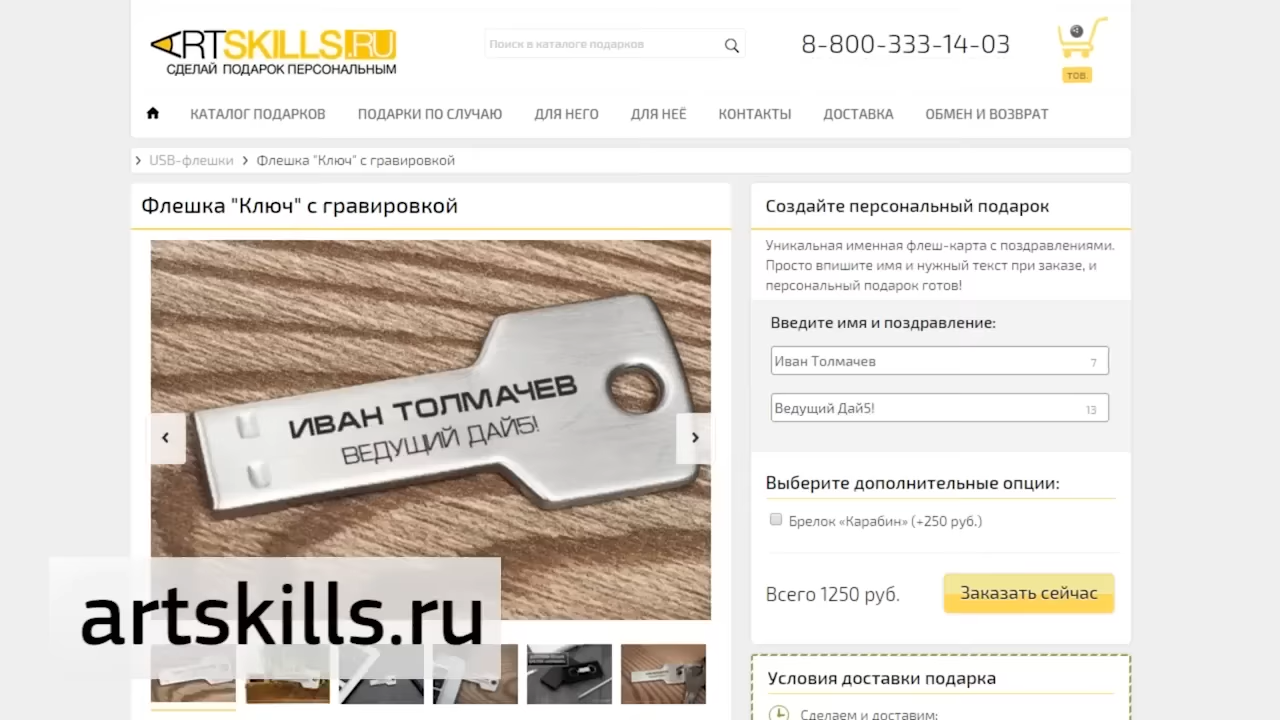 ARTSKILLS.RU
СДЕЛАЙ ПОДАРОК ПЕРСОНАЛЬНЫМ
Поиск в каталоге подарков
8-800-333-14-03
тов.
КАТАЛОГ ПОДАРКОВ ПОДАРКИ ПО СЛУЧАЮ ДЛЯ НЕГО ДЛЯ НЕЁ КОНТАКТЫ ДОСТАВКА ОБМЕН И ВОЗВРАТ
USB-флешки > Флешка "Ключ" с гравировкой
Флешка "Ключ" с гравировкой
ИВАН ТОЛМАЧЕВ
ВЕДУЩИЙ ДАЙ5!
Создайте персональный подарок
Уникальная именная флеш-карта с поздравлениями.
Просто впишите имя и нужный текст при заказе, и
персональный подарок готов!
Введите имя и поздравление:
Иван Толмачев 7
Ведущий Дай5! 13
Выберите дополнительные опции:
Брелок «Карабин» (+250 руб.)
Всего 1250 руб. Заказать сейчас
Условия доставки подарка
Сделаем и доставим:
artskills.ru